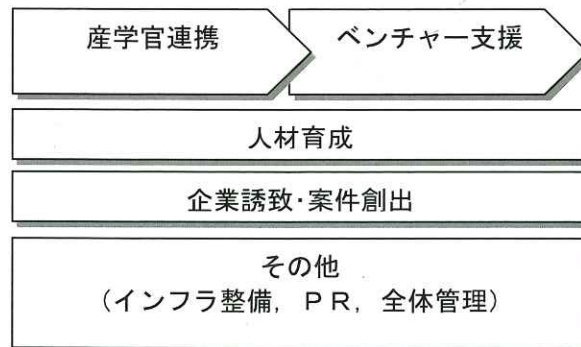 産学官連携
ベンチャー支援
人材育成
企業誘致・案件創出
その他
（インフラ整備，ＰＲ，全体管理）